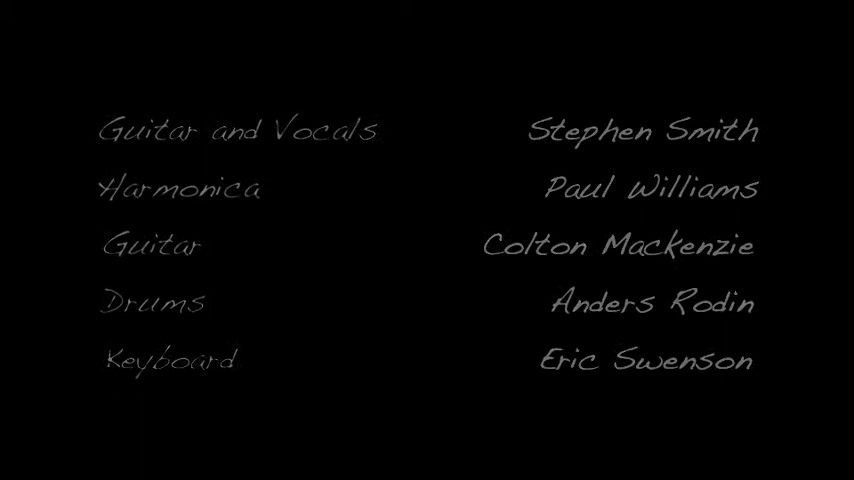 Guitar and Vocals Stephen Smith
Harmonica Paul Williams
Guitar Colton Mackenzie
Drums Anders Rodin
Keyboard Eric Swenson